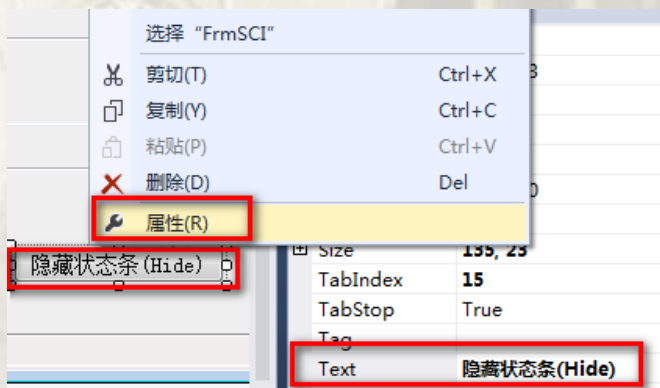 选择 “FrmSCI”
剪切(T) Ctrl+X
3
复制(Y) Ctrl+C
粘贴(P) Ctrl+V
删除(D) Del
0
属性(R)
隐藏状态条(Hide)
Size 135, 23
TabIndex 15
TabStop True
Tag
Text 隐藏状态条(Hide)